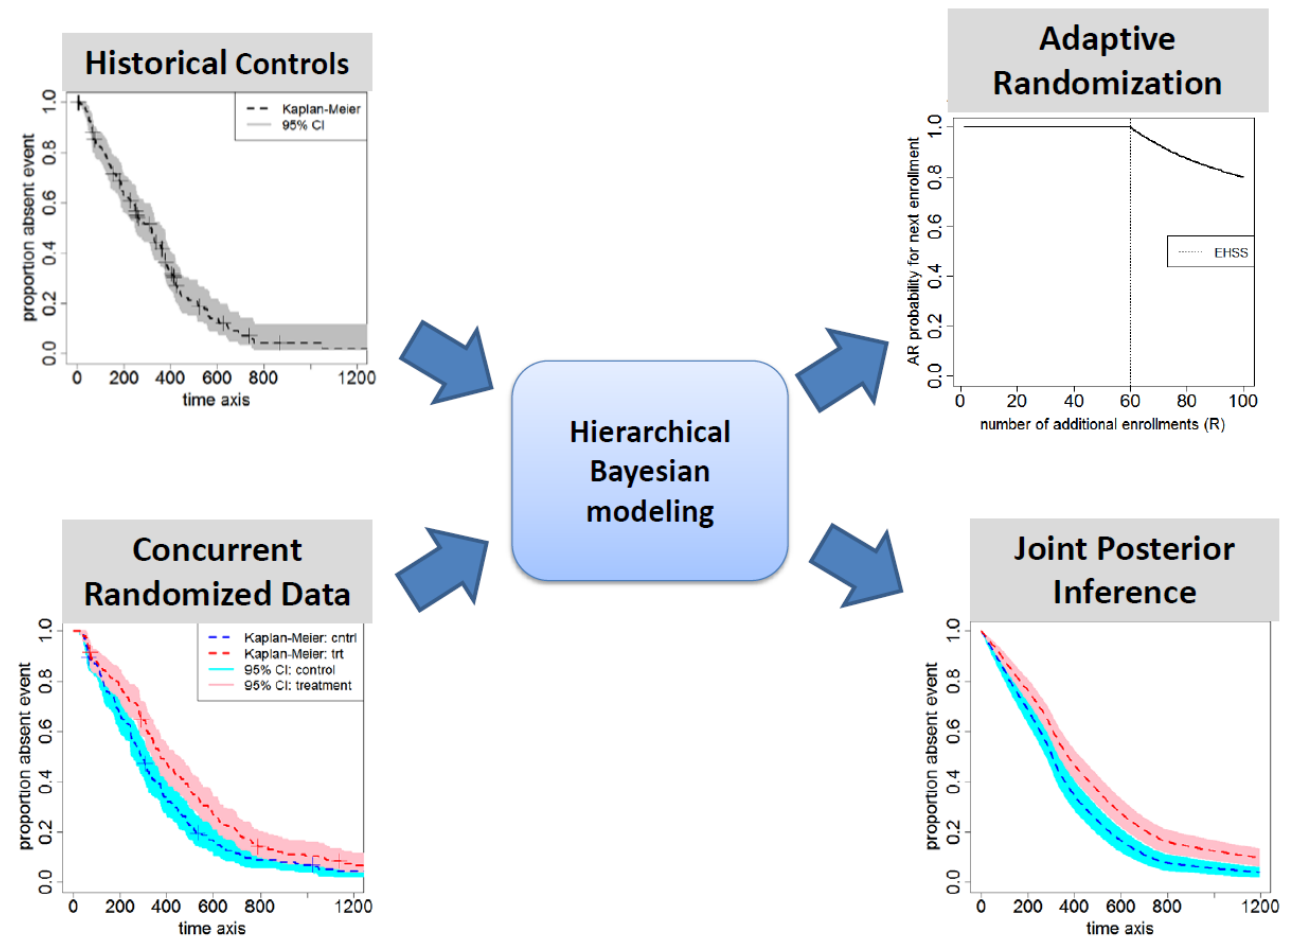 Historical Controls
Kaplan-Meier
95% CI
proportion absent event
1.0
0.8
0.6
0.4
0.2
0.0
0 200 400 600 800 1200
time axis
Concurrent
Randomized Data
Kaplan-Meier: cntrl
Kaplan-Meier: trt
95% CI: control
95% CI: treatment
proportion absent event
1.0
0.8
0.6
0.4
0.2
0.0
0 200 400 600 800 1200
time axis
Hierarchical
Bayesian
modeling
Adaptive
Randomization
AR probability for next enrollment
1.0
0.8
0.6
0.4
0.2
0.0
EHSS
0 20 40 60 80 100
number of additional enrollments (R)
Joint Posterior
Inference
proportion absent event
1.0
0.8
0.6
0.4
0.2
0.0
0 200 400 600 800 1200
time axis